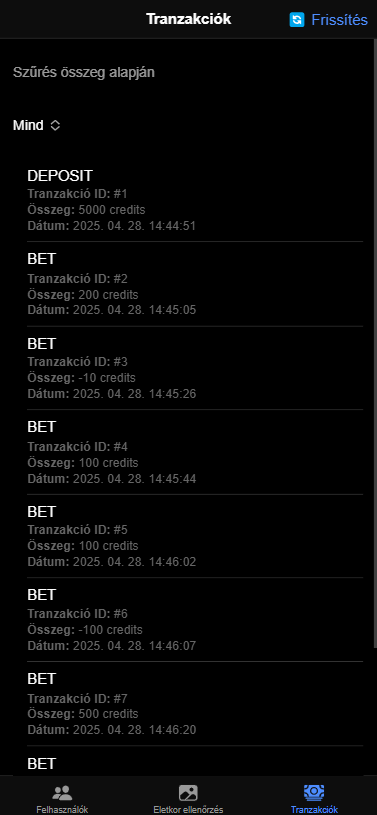 Tranzakciók
Frissítés
Szűrés összeg alapján
Mind
DEPOSIT
Tranzakció ID: #1
Összeg: 5000 credits
Dátum: 2025. 04. 28. 14:44:51
BET
Tranzakció ID: #2
Összeg: 200 credits
Dátum: 2025. 04. 28. 14:45:05
BET
Tranzakció ID: #3
Összeg: -10 credits
Dátum: 2025. 04. 28. 14:45:26
BET
Tranzakció ID: #4
Összeg: 100 credits
Dátum: 2025. 04. 28. 14:45:44
BET
Tranzakció ID: #5
Összeg: 100 credits
Dátum: 2025. 04. 28. 14:46:02
BET
Tranzakció ID: #6
Összeg: -100 credits
Dátum: 2025. 04. 28. 14:46:07
BET
Tranzakció ID: #7
Összeg: 500 credits
Dátum: 2025. 04. 28. 14:46:20
BET
Felhasználók
Eletkor ellenőrzés
Tranzakciók